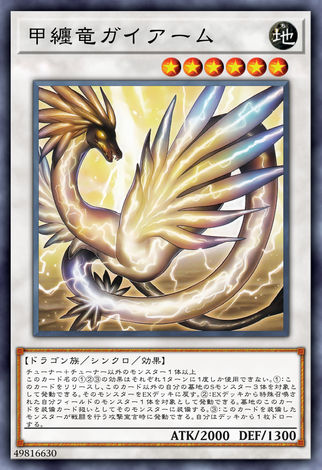 甲纏竜ガイアーム
地
【ドラゴン族/シンクロ/効果】
チューナー+チューナー以外のモンスター1体以上
このカード名の①②③の効果はそれぞれ1ターンに1度しか使用できない。①:こ
のカードをリリースし、このカード以外の自分の墓地のSモンスター3体を対象と
して発動できる。そのモンスターをEXデッキに戻す。②:EXデッキから特殊召喚さ
れた自分フィールドのモンスター1体を対象として発動できる。墓地のこのカー
ドを装備カード扱いとしてそのモンスターに装備する。③:このカードを装備した
モンスターが戦闘を行う攻撃宣言時に発動できる。自分はデッキから1枚ドロー
する。
ATK/2000 DEF/1300
49816630